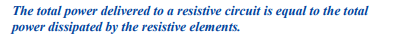 The total power delivered to a resistive circuit is equal to the total
power dissipated by the resistive elements.